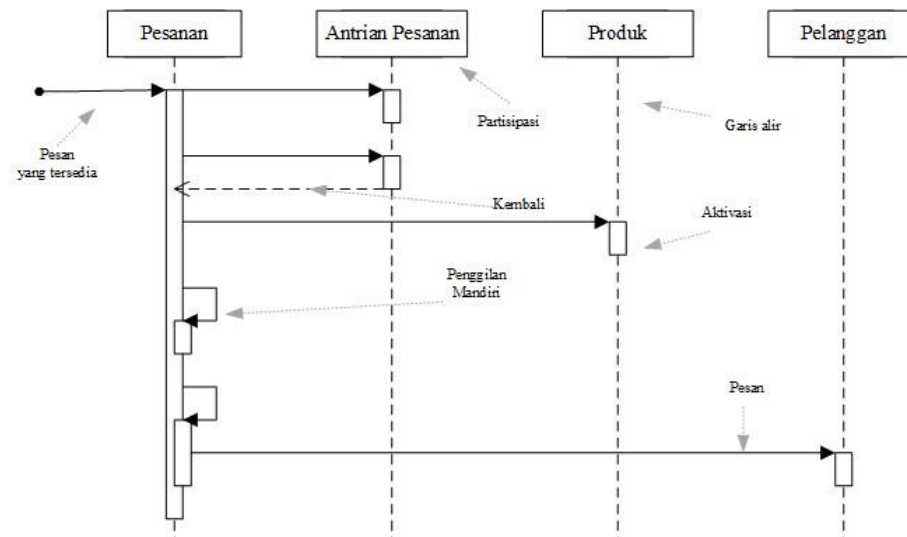 Pesanan
Antrian Pesanan
Produk
Pelanggan
Partisipasi
Garis alir
Pesan
yang tersedia
Kembali
Aktivasi
Penggilan
Mandiri
Pesan